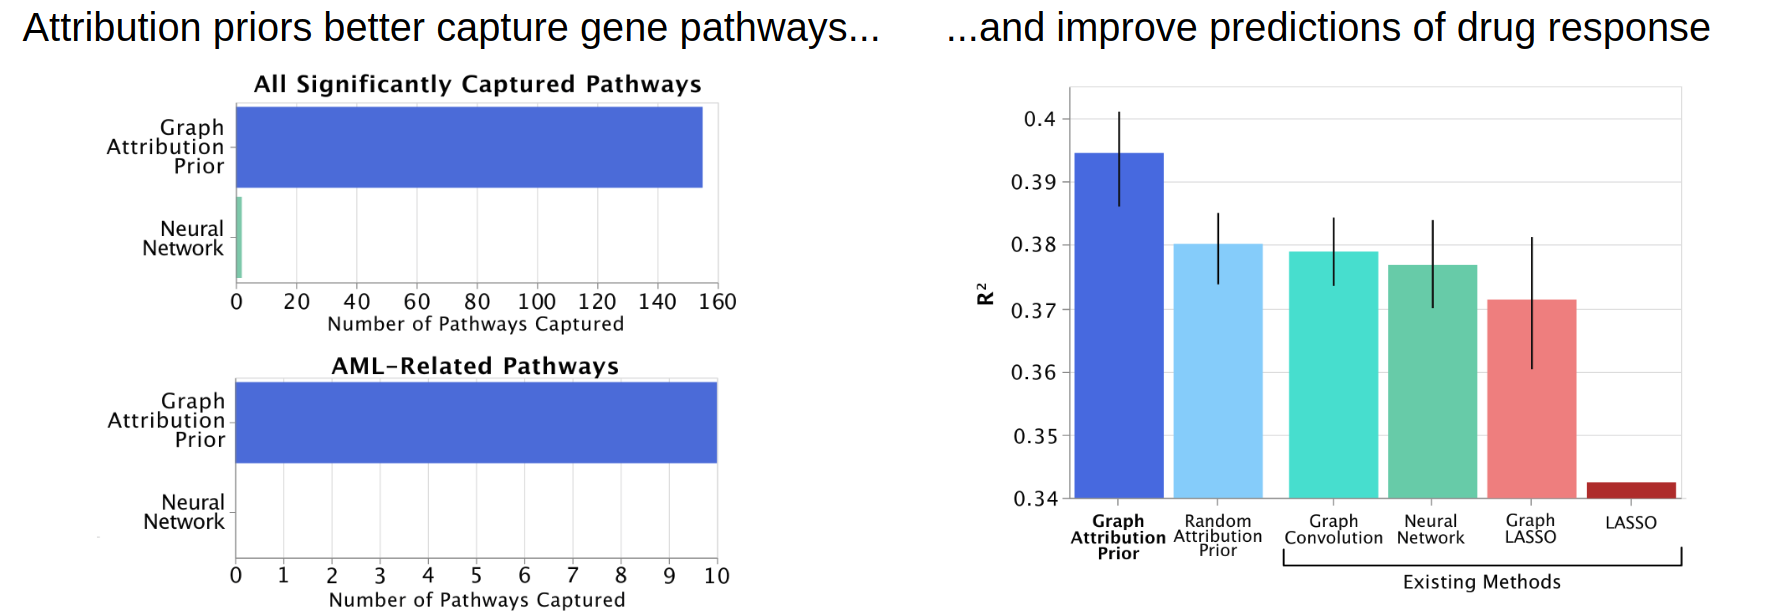 Attribution priors better capture gene pathways...
All Significantly Captured Pathways
Graph
Attribution
Prior
Neural
Network
0 20 40 60 80 100 120 140 160
Number of Pathways Captured
AML-Related Pathways
Graph
Attribution
Prior
Neural
Network
0 1 2 3 4 5 6 7 8 9 10
Number of Pathways Captured
...and improve predictions of drug response
R²
0.4
0.39
0.38
0.37
0.36
0.35
0.34
Graph
Attribution
Prior
Random
Attribution
Prior
Graph
Convolution
Neural
Network
Graph
LASSO
LASSO
Existing Methods